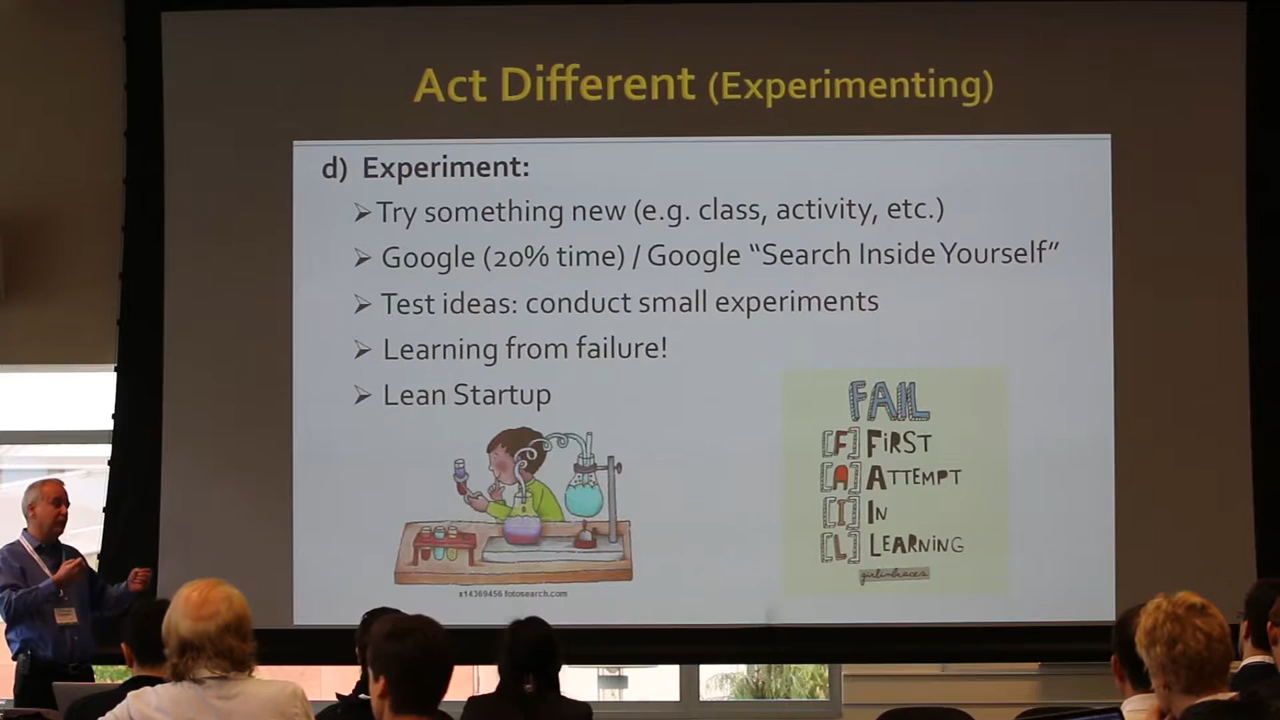 Act Different (Experimenting)
d) Experiment:
➢ Try something new (e.g. class, activity, etc.)
➢ Google (20% time) / Google “Search Inside Yourself”
➢ Test ideas: conduct small experiments
➢ Learning from failure!
➢ Lean Startup
FAIL
[F] FiRST
[A] ATTEMPT
[I] IN
[L] LEARNiNG
girlinbraces
x14369456 fotosearch.com